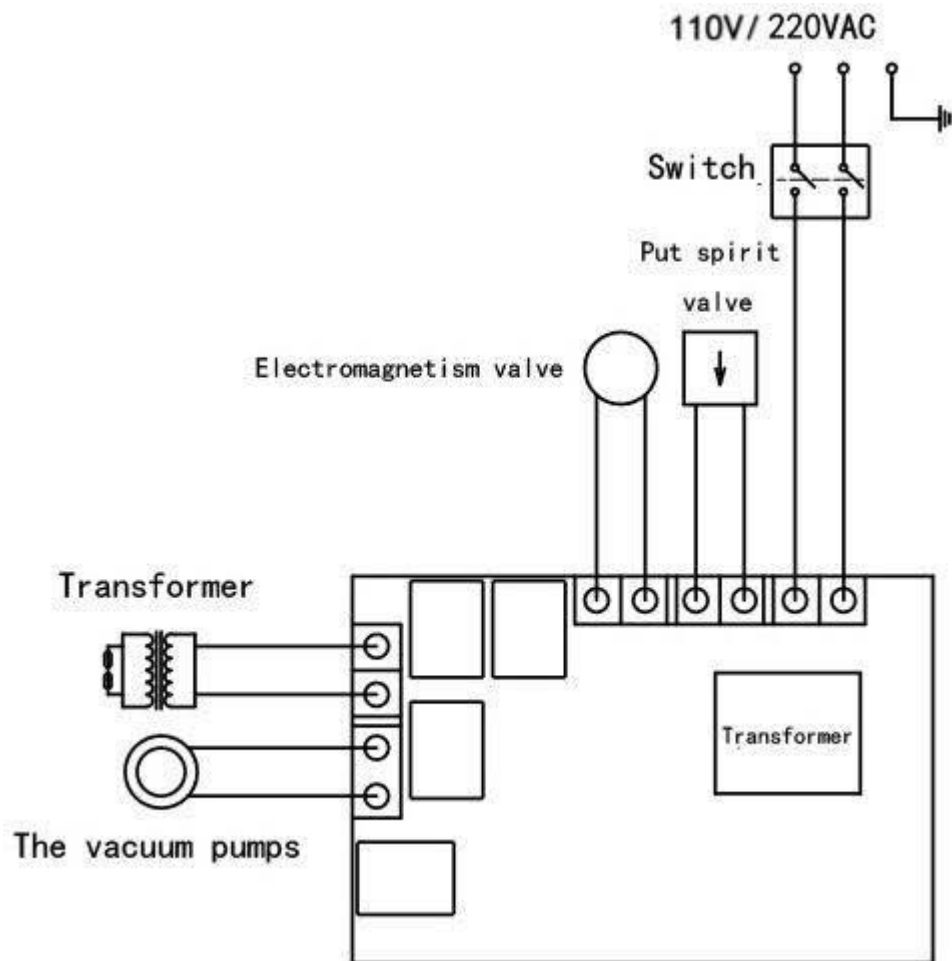 110V/ 220VAC
Switch
Put spirit
valve
Electromagnetism valve
Transformer
Transformer
The vacuum pumps